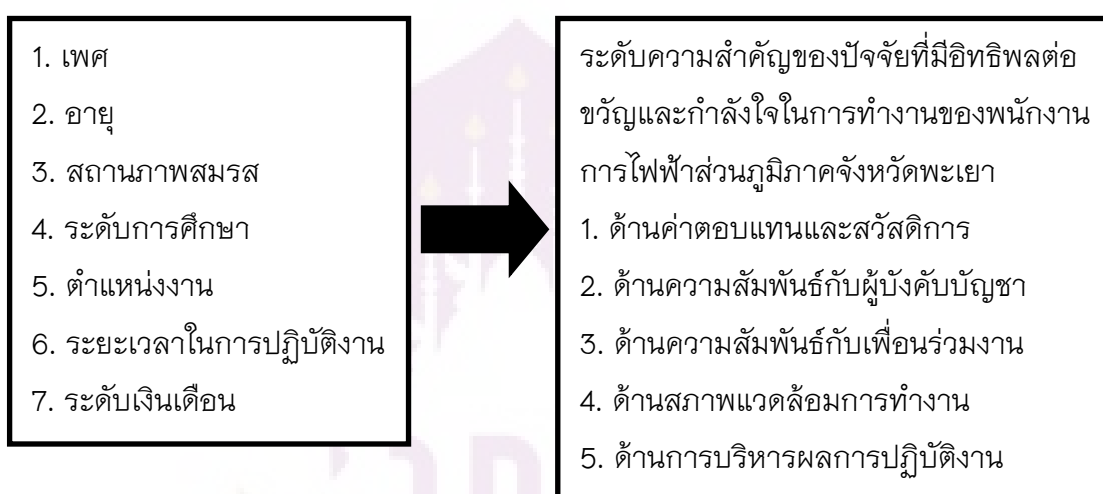 1. เพศ
2. อายุ
3. สถานภาพสมรส
4. ระดับการศึกษา
5. ตำแหน่งงาน
6. ระยะเวลาในการปฏิบัติงาน
7. ระดับเงินเดือน
ระดับความสำคัญของปัจจัยที่มีอิทธิพลต่อ
ขวัญและกำลังใจในการทำงานของพนักงาน
การไฟฟ้าส่วนภูมิภาคจังหวัดพะเยา
1. ด้านค่าตอบแทนและสวัสดิการ
2. ด้านความสัมพันธ์กับผู้บังคับบัญชา
3. ด้านความสัมพันธ์กับเพื่อนร่วมงาน
4. ด้านสภาพแวดล้อมการทำงาน
5. ด้านการบริหารผลการปฏิบัติงาน